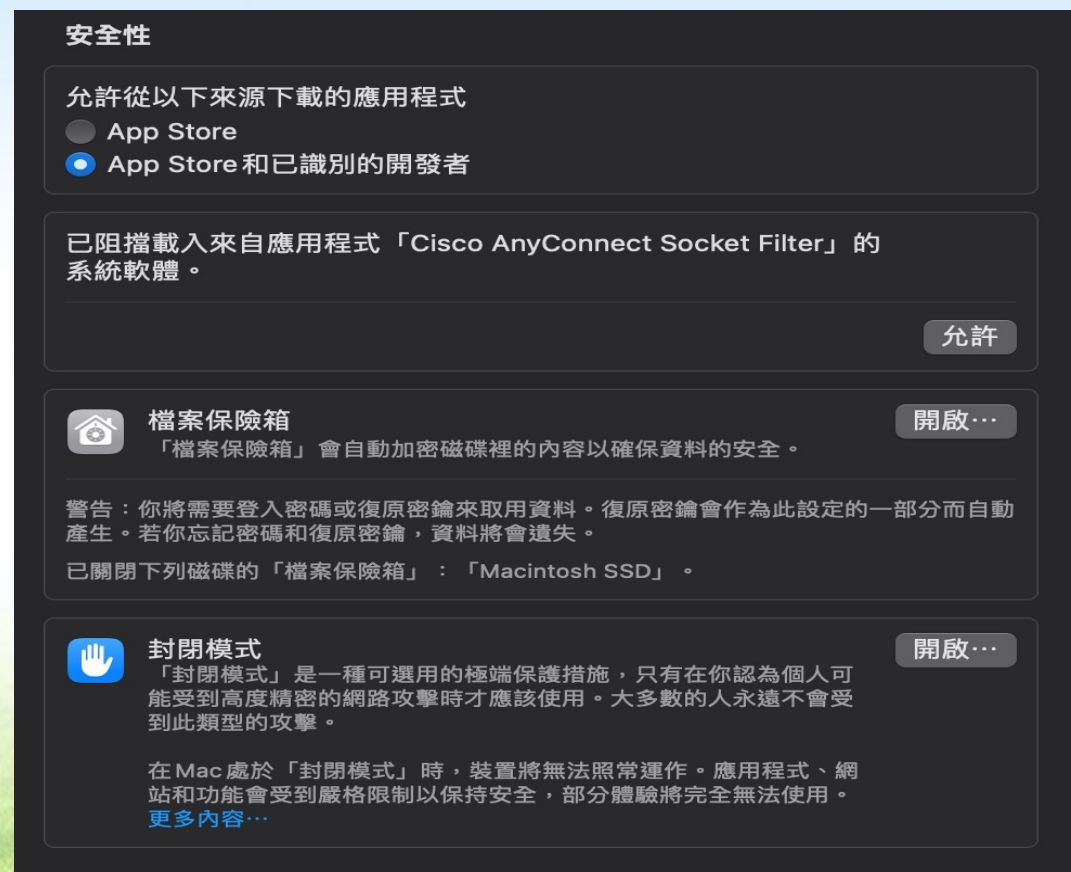 安全性
允許從以下來源下載的應用程式
App Store
App Store和已識別的開發者
已阻擋載入來自應用程式「Cisco AnyConnect Socket Filter」的
系統軟體。
允許
檔案保險箱
開啟…
「檔案保險箱」會自動加密磁碟裡的內容以確保資料的安全。
警告：你將需要登入密碼或復原密鑰來取用資料。復原密鑰會作為此設定的一部分而自動
產生。若你忘記密碼和復原密鑰，資料將會遺失。
已關閉下列磁碟的「檔案保險箱」：「Macintosh SSD」。
封閉模式
開啟…
「封閉模式」是一種可選用的極端保護措施，只有在你認為個人可
能受到高度精密的網路攻擊時才應該使用。大多數的人永遠不會受
到此類型的攻擊。
在Mac處於「封閉模式」時，裝置將無法照常運作。應用程式、網
站和功能會受到嚴格限制以保持安全，部分體驗將完全無法使用。
更多內容…